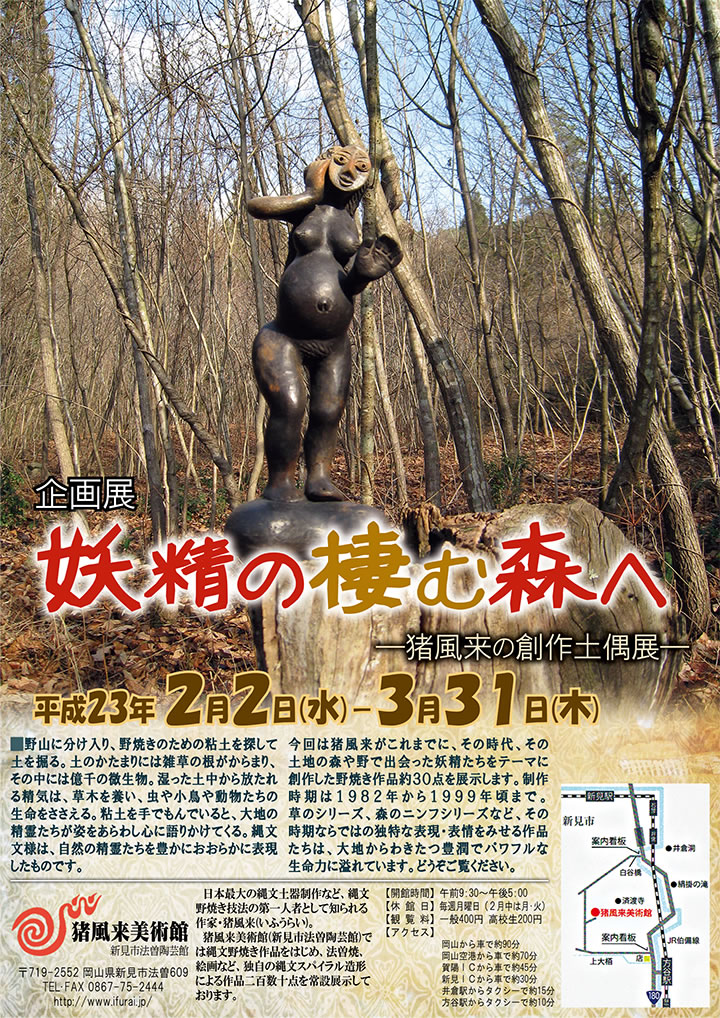 企画展
妖精の棲む森へ
―猪風来の創作土偶展―
平成23年 2月2日(水)－3月31日(木)
■野山に分け入り、野焼きのための粘土を探して
土を掘る。土のかたまりには雑草の根がからまり、
その中には億千の微生物。湿った土中から放たれ
る精気は、草木を養い、虫や小鳥や動物たちの
生命をささえる。粘土を手でもんでいると、大地の
精霊たちが姿をあらわし心に語りかけてくる。縄文
文様は、自然の精霊たちを豊かにおおらかに表現
したものです。
今回は猪風来がこれまでに、その時代、その
土地の森や野で出会った妖精たちをテーマに
創作した野焼き作品約30点を展示します。制作
時期は1982年から1999年頃まで。
草のシリーズ、森のニンフシリーズなど、その
時期ならではの独特な表現・表情をみせる作品
たちは、大地からわきたつ豊潤でパワフルな
生命力に溢れています。どうぞご覧ください。
猪風来美術館
新見市法曽陶芸館
〒719-2552 岡山県新見市法曽609
TEL・FAX 0867-75-2444
http://www.ifurai.jp/
日本最大の縄文土器制作など、縄文
野焼き技法の第一人者として知られる
作家・猪風来(いふうらい)。
猪風来美術館(新見市法曽陶芸館)で
は縄文野焼き作品をはじめ、法曽焼、
絵画など、独自の縄文スパイラル造形
による作品二百数十点を常設展示して
おります。
【開館時間】 午前9:30～午後5:00
【休 館 日】 毎週月曜日(2月中は月・火)
【観 覧 料】 一般400円 高校生200円
【アクセス】
岡山から車で約90分
岡山空港から車で約70分
賀陽ICから車で約45分
新見ICから車で約30分
井倉駅からタクシーで約15分
方谷駅からタクシーで約10分
新見駅
新見市
案内看板
井倉駅
井倉洞
白谷橋
絹掛の滝
済渡寺
猪風来美術館
案内看板
JR伯備線
上大椙
店
方谷駅
180